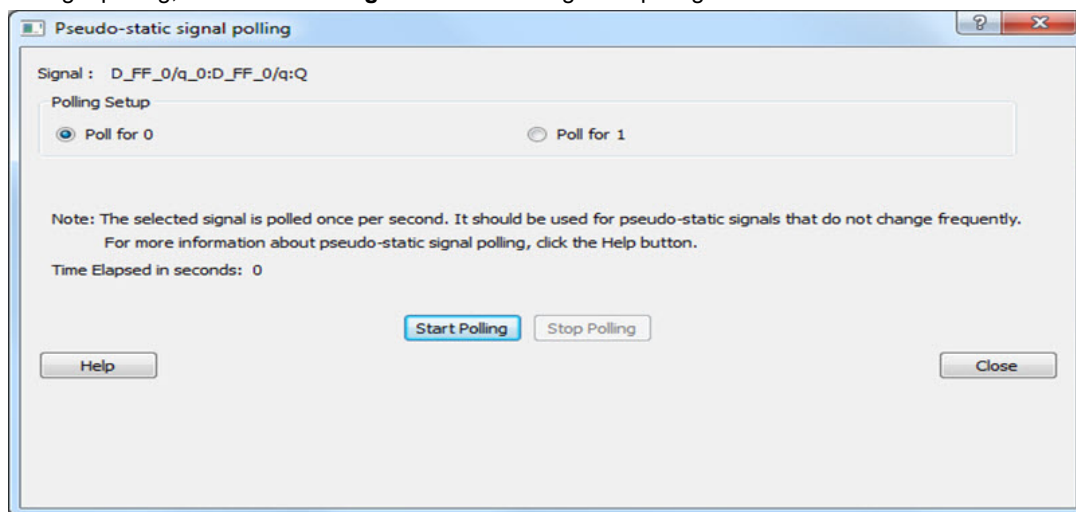 Pseudo-static signal polling
Signal : D_FF_0/q_0:D_FF_0/q:Q
Polling Setup
Poll for 0 Poll for 1
Note: The selected signal is polled once per second. It should be used for pseudo-static signals that do not change frequently.
For more information about pseudo-static signal polling, click the Help button.
Time Elapsed in seconds: 0
Start Polling Stop Polling
Help Close